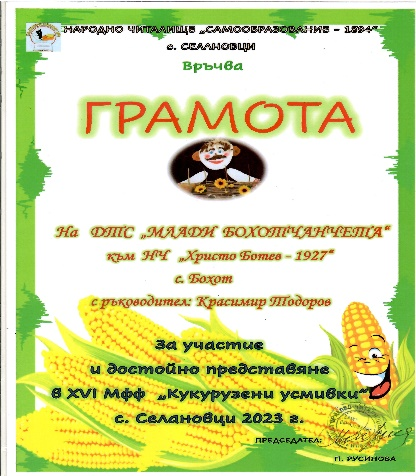 НАРОДНО ЧИТАЛИЩЕ „САМООБРАЗОВАНИЕ – 1894“
с. СЕЛАНОВЦИ
Връчва
ГРАМОТА
На ДТС „МЛАДИ БОХОТЧАНЧЕТА“
към НЧ „Христо Ботев - 1927“
с. Бохот
с ръководител: Красимир Тодоров
За участие
и достойно представяне
в XVI Мфф „Кукурузени усмивки“
с. Селановци 2023 г.
ПРЕДСЕДАТЕЛ:
П. РУСИНОВА